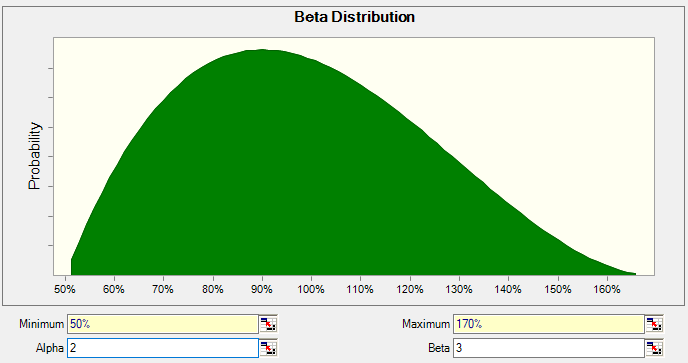 Beta Distribution
Probability
50% 60% 70% 80% 90% 100% 110% 120% 130% 140% 150% 160%
Minimum 50% Maximum 170%
Alpha 2 Beta 3